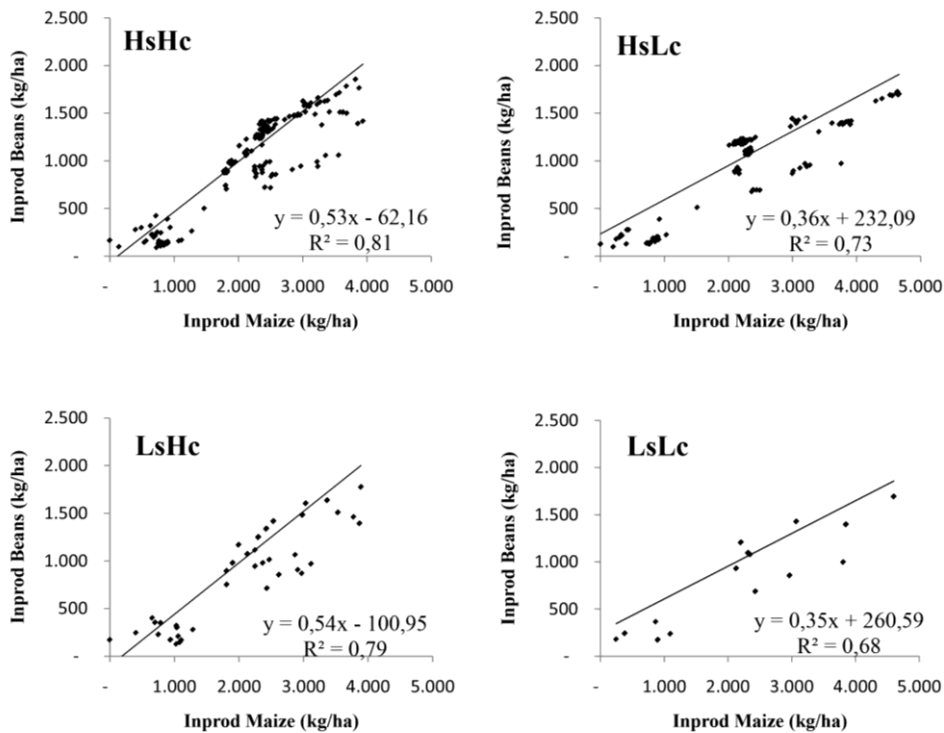 HsHc
Inprod Beans (kg/ha)
2.500
2.000
1.500
1.000
500
-
y = 0,53x - 62,16
R² = 0,81
- 1.000 2.000 3.000 4.000 5.000
Inprod Maize (kg/ha)
HsLc
Inprod Beans (kg/ha)
2.500
2.000
1.500
1.000
500
-
y = 0,36x + 232,09
R² = 0,73
- 1.000 2.000 3.000 4.000 5.000
Inprod Maize (kg/ha)
LsHc
Inprod Beans (kg/ha)
2.500
2.000
1.500
1.000
500
-
y = 0,54x - 100,95
R² = 0,79
- 1.000 2.000 3.000 4.000 5.000
Inprod Maize (kg/ha)
LsLc
Inprod Beans (kg/ha)
2.500
2.000
1.500
1.000
500
-
y = 0,35x + 260,59
R² = 0,68
- 1.000 2.000 3.000 4.000 5.000
Inprod Maize (kg/ha)